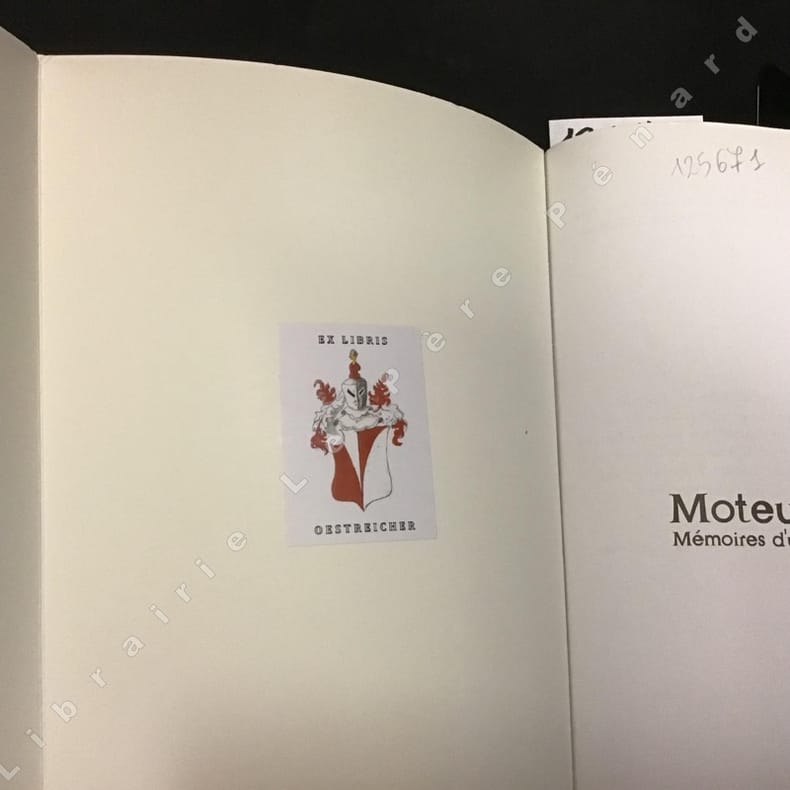 EX LIBRIS
OESTREICHER
125671
Moteu
Mémoires d'u
Librairie Le Père Pénard